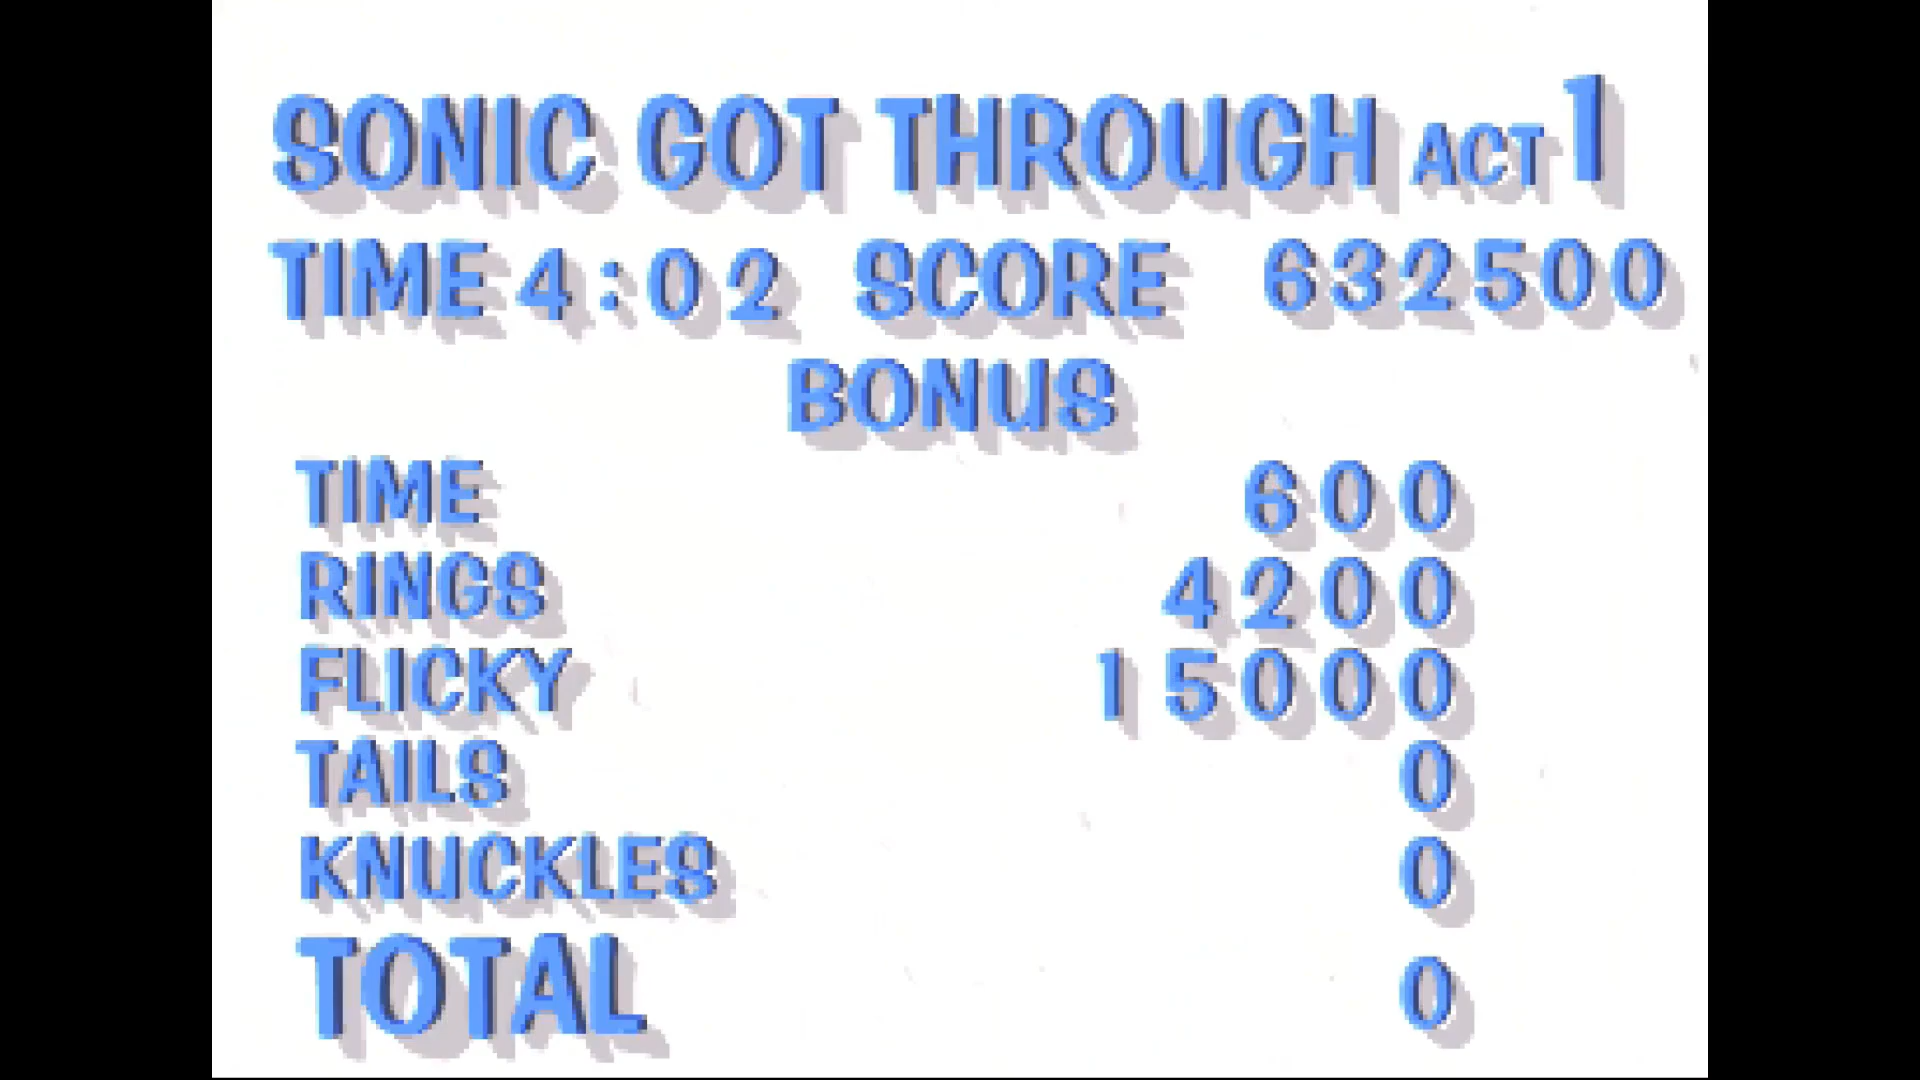 SONIC GOT THROUGH ACT 1
TIME 4:02 SCORE 632500
BONUS
TIME 600
RINGS 4200
FLICKY 15000
TAILS 0
KNUCKLES 0
TOTAL 0